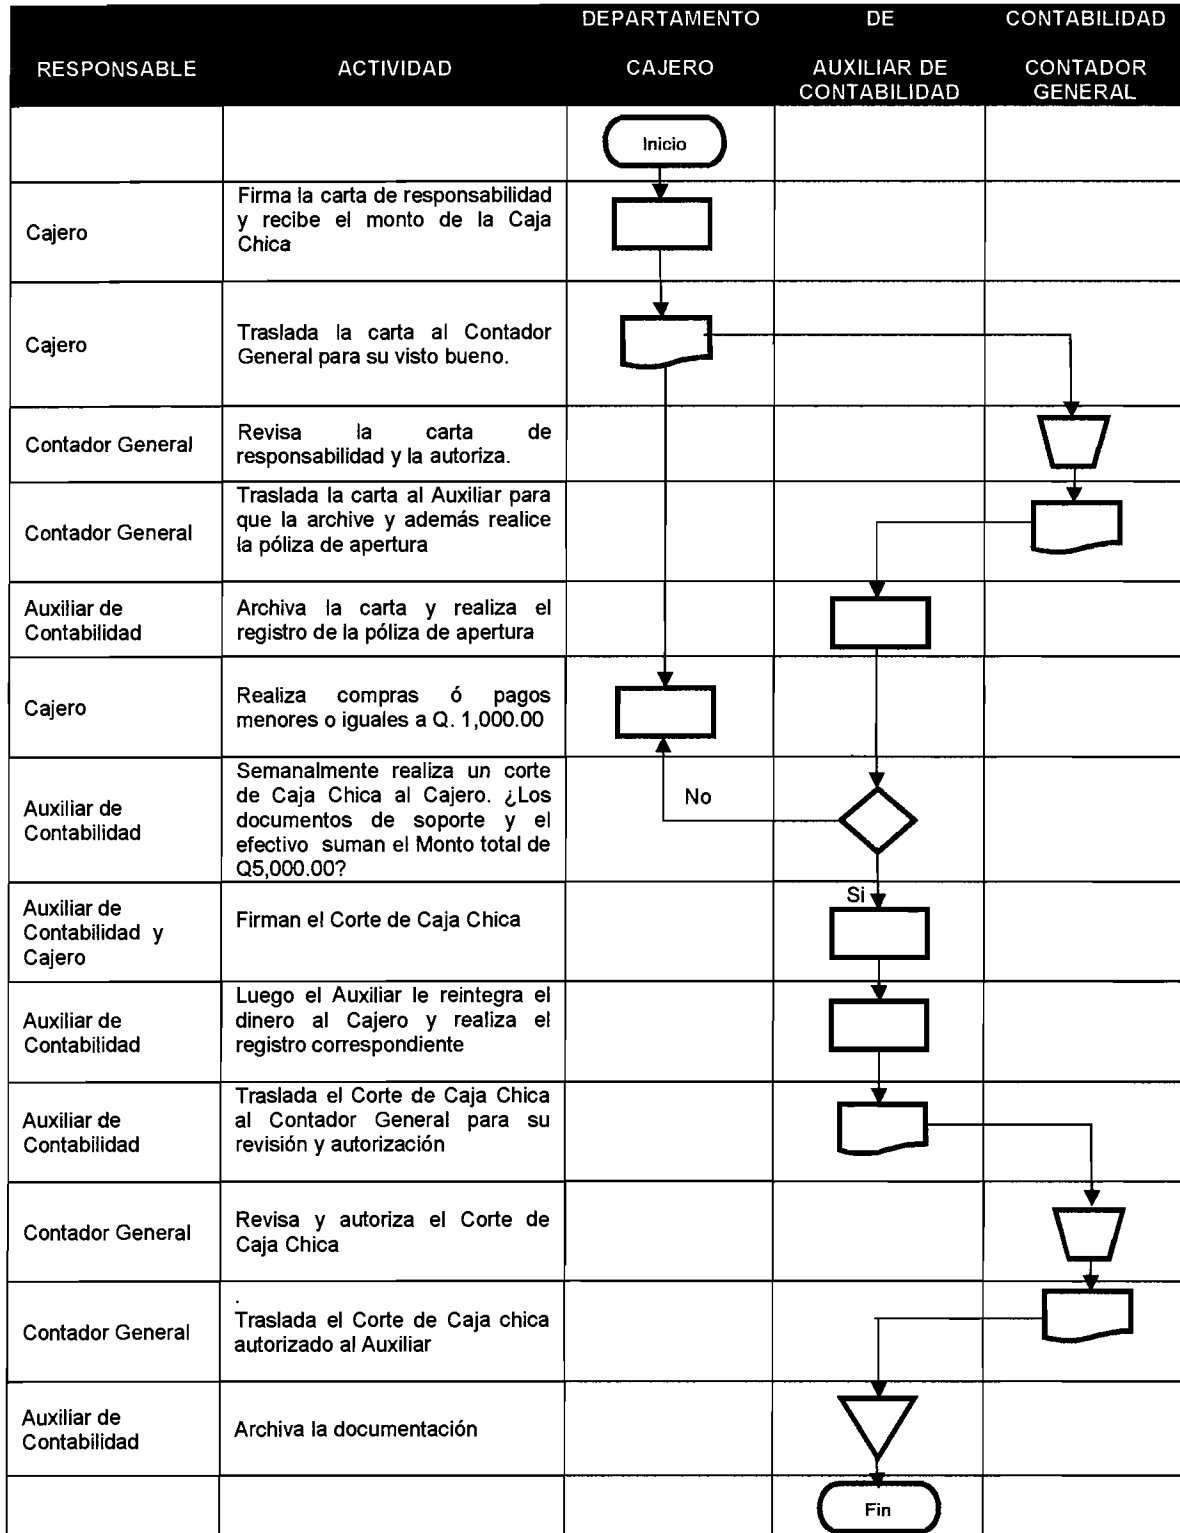 DEPARTAMENTO DE CONTABILIDAD
RESPONSABLE ACTIVIDAD CAJERO AUXILIAR DE CONTABILIDAD CONTADOR GENERAL
Inicio
Cajero
Firma la carta de responsabilidad
y recibe el monto de la Caja
Chica
Cajero
Traslada la carta al Contador
General para su visto bueno.
Contador General
Revisa la carta de
responsabilidad y la autoriza.
Contador General
Traslada la carta al Auxiliar para
que la archive y además realice
la póliza de apertura
Auxiliar de
Contabilidad
Archiva la carta y realiza el
registro de la póliza de apertura
Cajero
Realiza compras ó pagos
menores o iguales a Q. 1,000.00
Auxiliar de
Contabilidad
Semanalmente realiza un corte
de Caja Chica al Cajero. ¿Los
documentos de soporte y el
efectivo suman el Monto total de
Q5,000.00?
No
Si
Auxiliar de
Contabilidad y
Cajero
Firman el Corte de Caja Chica
Auxiliar de
Contabilidad
Luego el Auxiliar le reintegra el
dinero al Cajero y realiza el
registro correspondiente
Auxiliar de
Contabilidad
Traslada el Corte de Caja Chica
al Contador General para su
revisión y autorización
Contador General
Revisa y autoriza el Corte de
Caja Chica
Contador General
.
Traslada el Corte de Caja chica
autorizado al Auxiliar
Auxiliar de
Contabilidad
Archiva la documentación
Fin